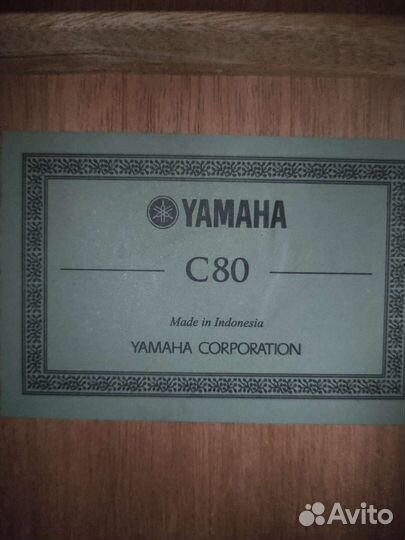 YAMAHA
C80
Made in Indonesia
YAMAHA CORPORATION
Avito